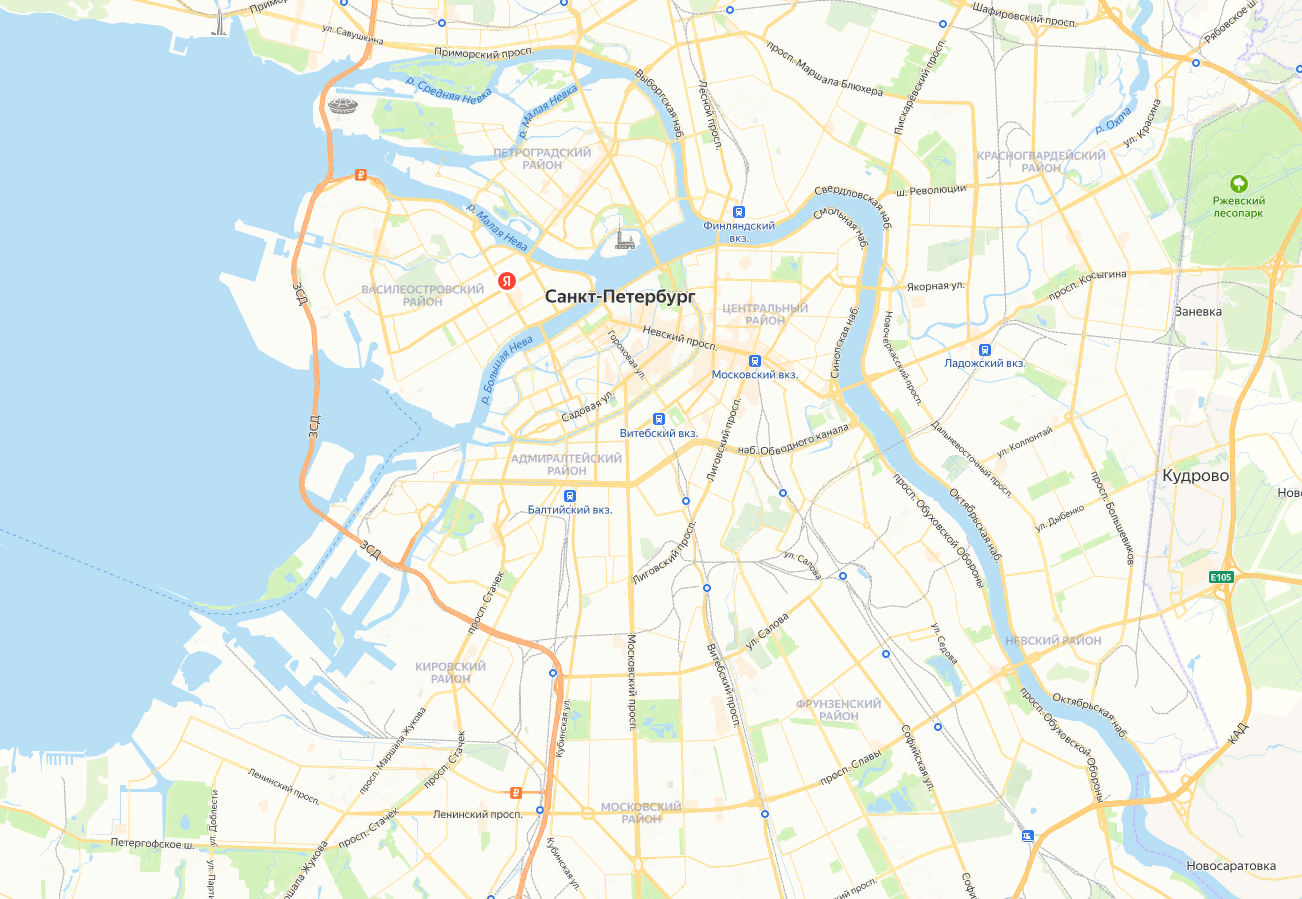 Шафировский просп.
Рябовское ш.
ул. Савушкина
Приморский просп.
просп. Маршала Блюхера
Пискарёвский просп.
Выборгская наб.
Лесной просп.
р. Средняя Невка
р. Малая Невка
р. Охта
ул. Красина
ПЕТРОГРАДСКИЙ
РАЙОН
КРАСНОГВАРДЕЙСКИЙ
РАЙОН
₽
Ржевский
лесопарк
Свердловская наб.
ш. Революции
Смольная наб.
р. Малая Нева
Финляндский
вкз.
Я
ЗСД
ВАСИЛЕОСТРОВСКИЙ
РАЙОН
Санкт-Петербург
просп. Косыгина
Якорная ул.
ЦЕНТРАЛЬНЫЙ
РАЙОН
Заневка
Невский просп.
Гороховая ул.
Синопская наб.
Новочеркасский просп.
р. Большая Нева
Ладожский вкз.
Московский вкз.
Садовая ул.
ЗСД
Витебский вкз.
Лиговский просп.
наб. Обводного канала
Дальневосточный просп.
ул. Коллонтай
АДМИРАЛТЕЙСКИЙ
РАЙОН
Кудрово
Балтийский вкз.
просп. Обуховской Обороны
Октябрьская наб.
ул. Дыбенко
просп. Большевиков
ЗСД
Лиговский просп.
ул. Салова
E105
просп. Стачек
ул. Салова
ул. Седова
НЕВСКИЙ РАЙОН
Московский просп.
Витебский просп.
КИРОВСКИЙ
РАЙОН
ФРУНЗЕНСКИЙ
РАЙОН
просп. Обуховской Обороны
Октябрьская наб.
КАД
просп. Маршала Жукова
просп. Стачек
Кубинская ул.
Софийская ул.
Ленинский просп.
просп. Славы
₽
ул. Доблести
Ленинский просп.
МОСКОВСКИЙ
РАЙОН
Петергофское ш.
просп. Стачек
Кубинская ул.
Новосаратовка